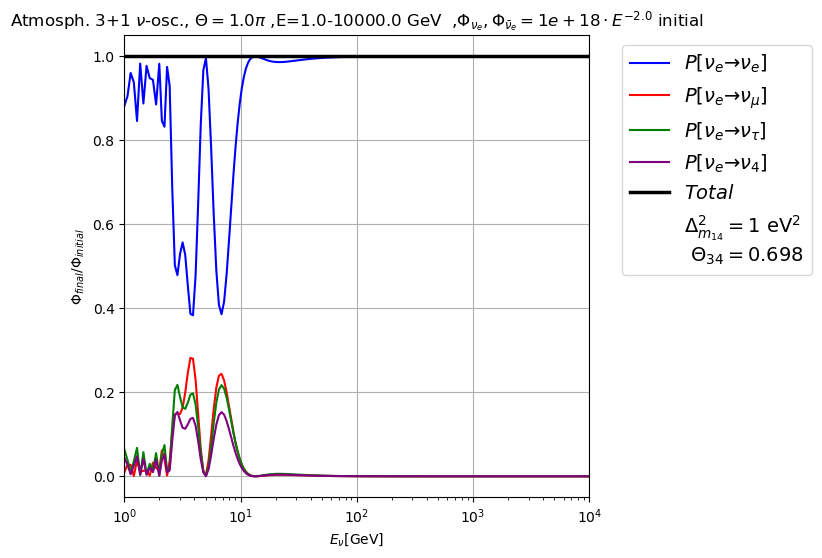 Atmosph. 3+1 ν-osc., Θ = 1.0π ,E=1.0-10000.0 GeV ,Φ_{ν_e}, Φ_{ν̄_e} = 1e + 18 · E^{−2.0} initial
1.0
0.8
0.6
0.4
0.2
0.0
Φ_{final}/Φ_{initial}
10^0
10^1
10^2
10^3
10^4
E_ν[GeV]
P[ν_e→ν_e]
P[ν_e→ν_μ]
P[ν_e→ν_τ]
P[ν_e→ν_4]
Total
Δ^2_{m_{14}} = 1 eV^2
Θ_{34} = 0.698